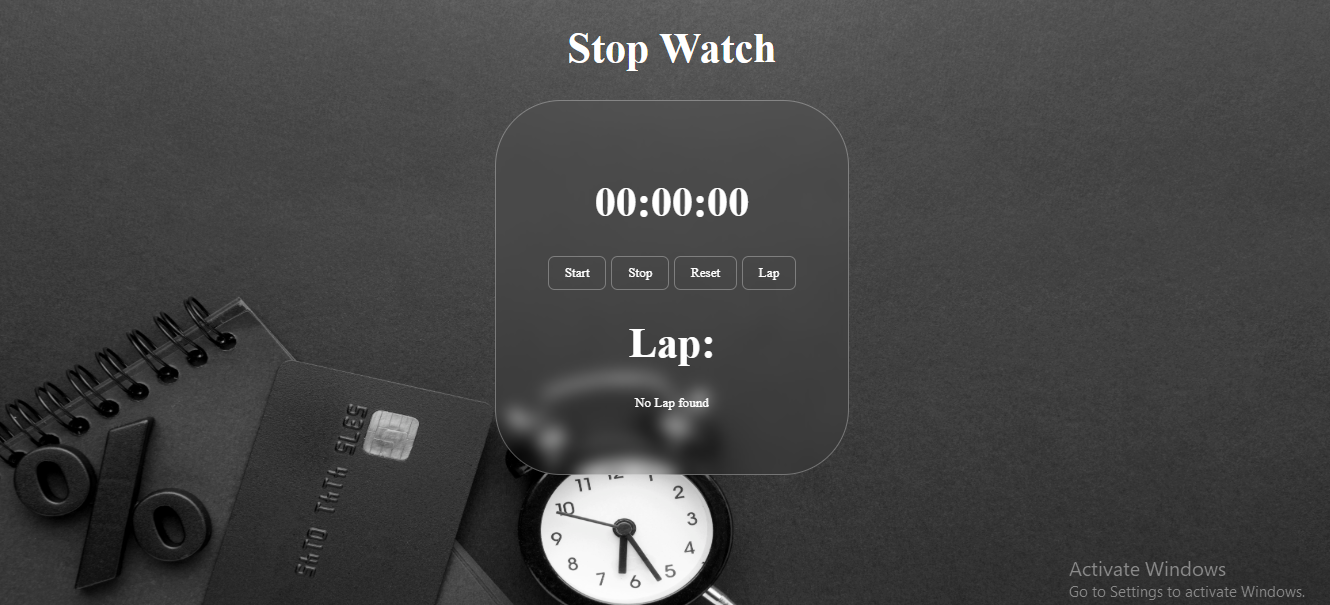 Stop Watch
00:00:00
Start Stop Reset Lap
Lap:
No Lap found
11 12 1
10 2
9 3
8 4
7 6 5
Activate Windows
Go to Settings to activate Windows.